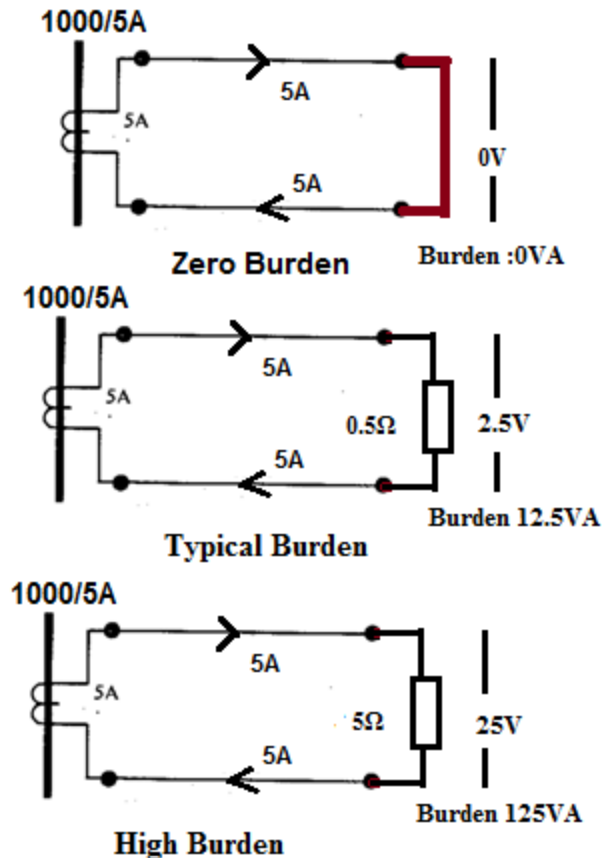 1000/5A
5A
5A
5A
0V
Zero Burden
Burden :0VA
1000/5A
5A
5A
0.5Ω
2.5V
5A
Burden 12.5VA
Typical Burden
1000/5A
5A
5A
5Ω
25V
5A
Burden 125VA
High Burden